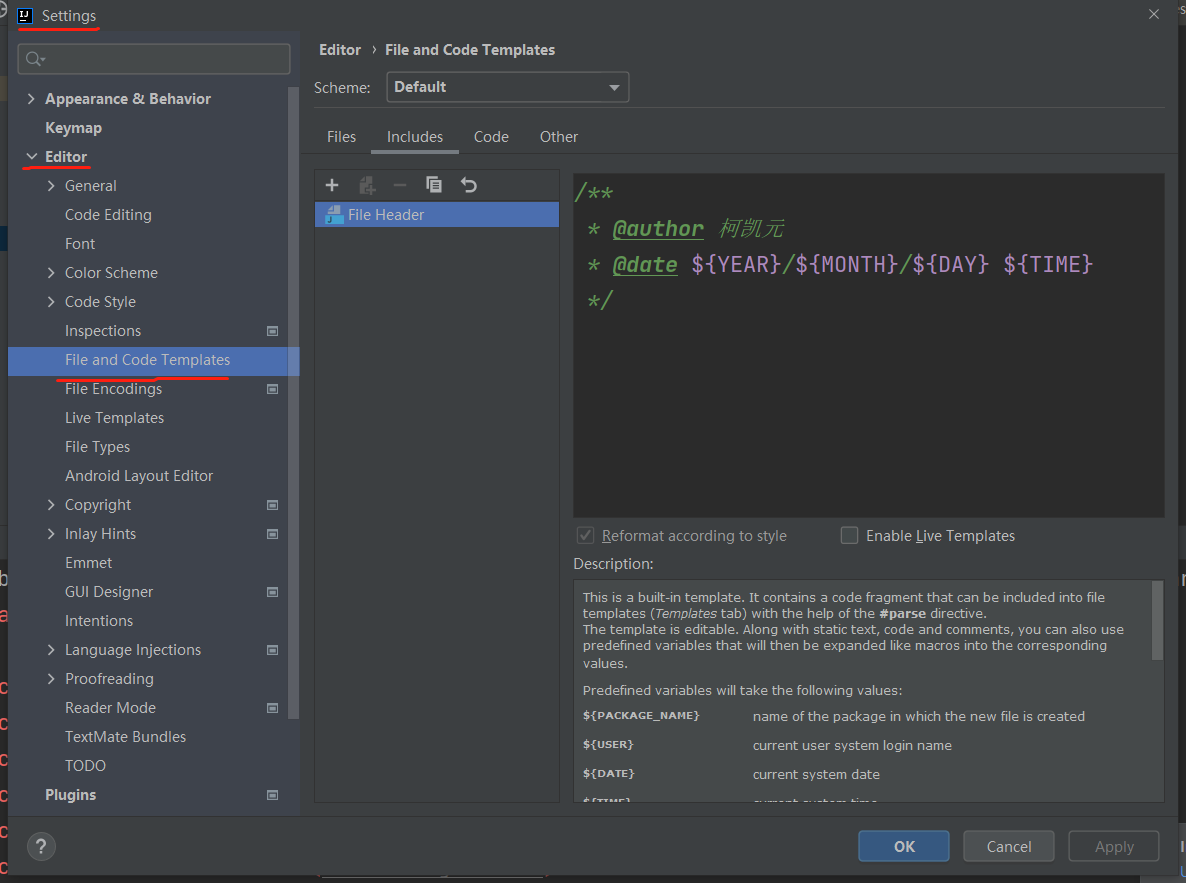 Settings
Editor › File and Code Templates
Scheme: Default
Appearance & Behavior
Keymap
Editor
General
Code Editing
Font
Color Scheme
Code Style
Inspections
File and Code Templates
File Encodings
Live Templates
File Types
Android Layout Editor
Copyright
Inlay Hints
Emmet
GUI Designer
Intentions
Language Injections
Proofreading
Reader Mode
TextMate Bundles
TODO
Plugins
Files Includes Code Other
File Header
/**
* @author 柯凯元
* @date ${YEAR}/${MONTH}/${DAY} ${TIME}
*/
Reformat according to style Enable Live Templates
Description:
This is a built-in template. It contains a code fragment that can be included into file
templates (Templates tab) with the help of the #parse directive.
The template is editable. Along with static text, code and comments, you can also use
predefined variables that will then be expanded like macros into the corresponding
values.
Predefined variables will take the following values:
${PACKAGE_NAME} name of the package in which the new file is created
${USER} current user system login name
${DATE} current system date
${TIME} current system time
? OK Cancel Apply